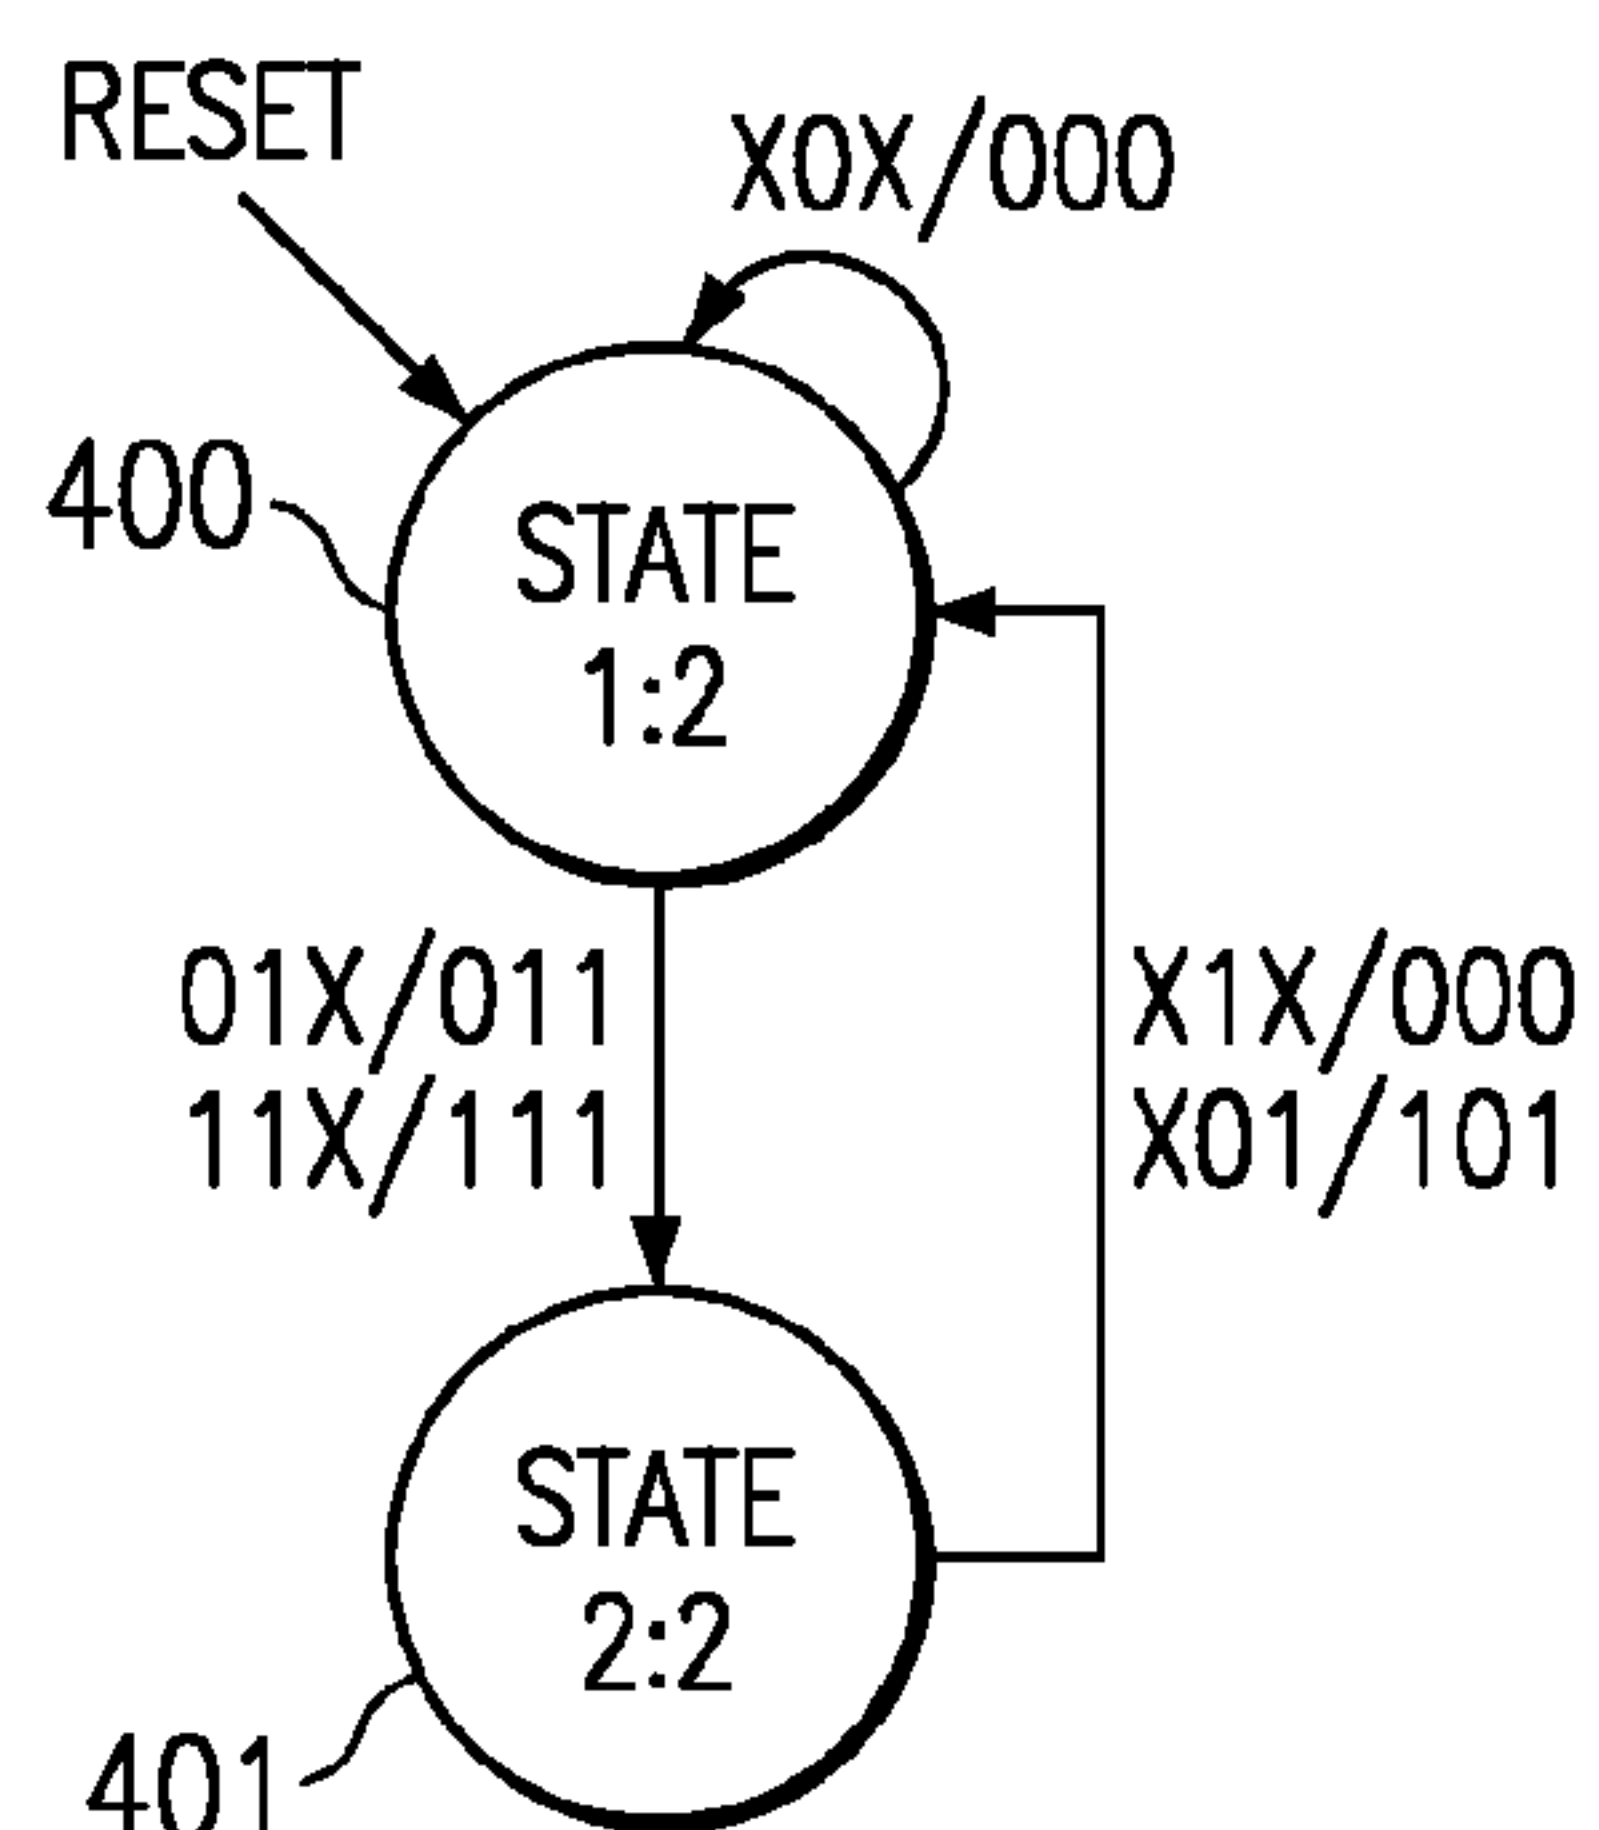 RESET
X0X/000
400
STATE
1:2
01X/011
11X/111
X1X/000
X01/101
STATE
2:2
401